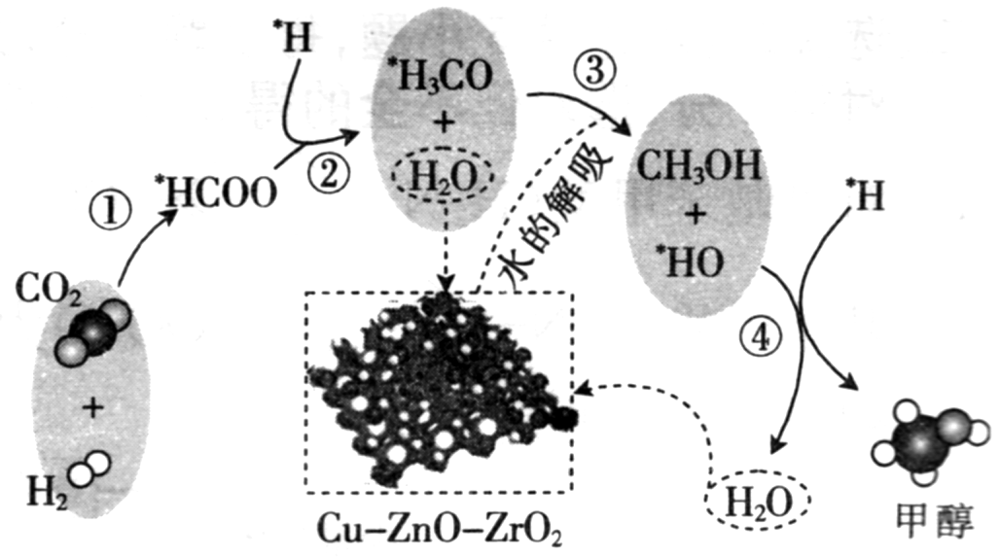 *H
*H₃CO
+
H₂O
③
②
*HCOO
①
CO₂
+
H₂
水的解吸
CH₃OH
+
*HO
*H
④
H₂O
甲醇
Cu–ZnO–ZrO₂